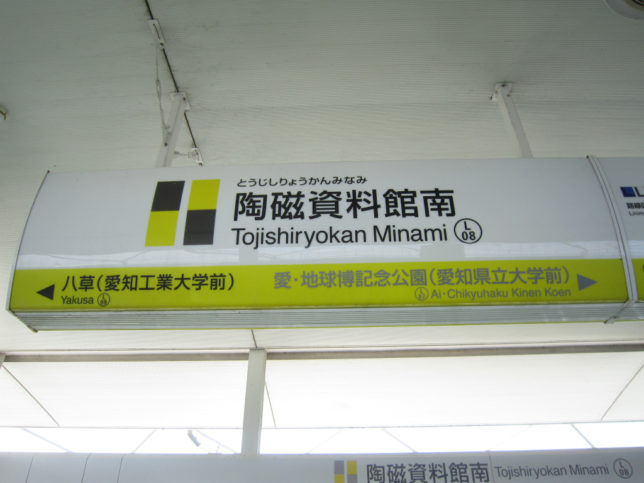 とうじしりょうかんみなみ
陶磁資料館南
Tojishiryokan Minami L08
八草(愛知工業大学前)
Yakusa L09
愛・地球博記念公園(愛知県立大学前)
Ai・Chikyuhaku Kinen Koen
陶磁資料館南 Tojishiryokan Minami L08